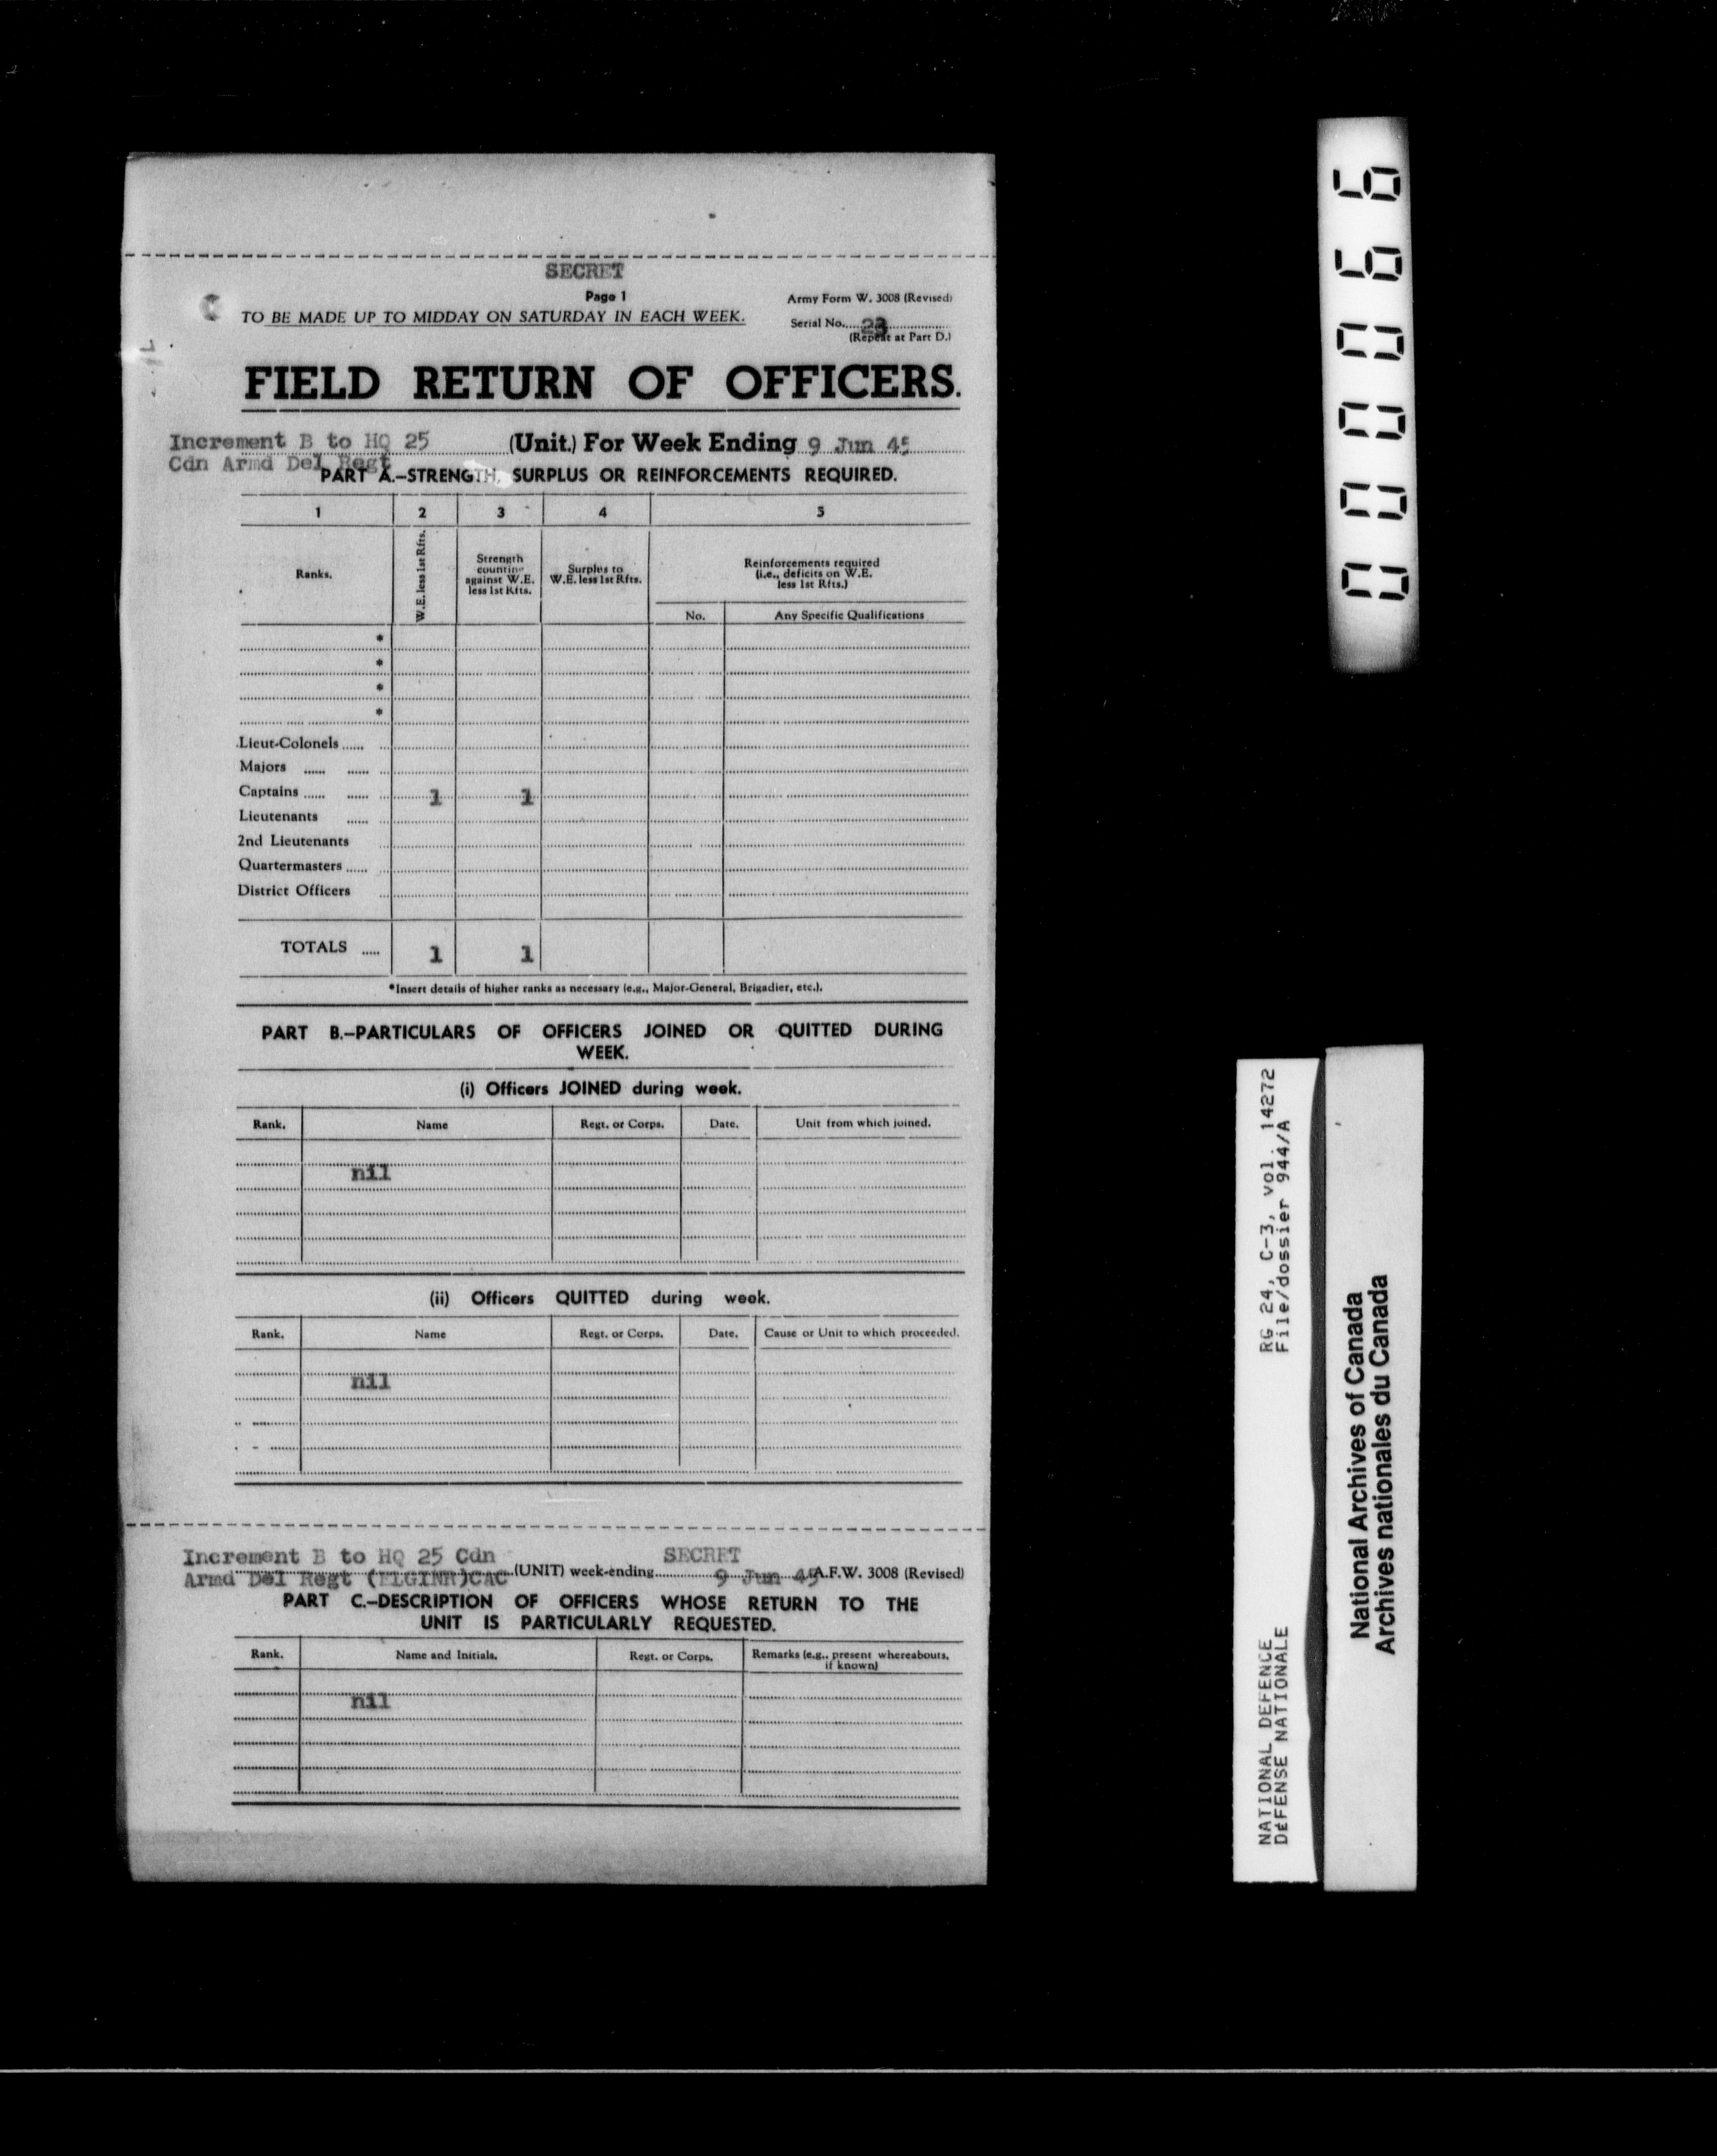 SECRET
Page 1
Army Form W. 3008 (Revised)
TO BE MADE UP TO MIDDAY ON SATURDAY IN EACH WEEK.
Serial No. 23
(Repeat at Part D.)
FIELD RETURN OF OFFICERS.
Increment B to HQ 25
Cdn Armd Del Regt
(Unit.) For Week Ending 9 Jun 45
PART A.—STRENGTH, SURPLUS OR REINFORCEMENTS REQUIRED.
1 2 3 4 5
Ranks.
W.E. less 1st Rfts.
Strength
counting
against W.E.
less 1st Rfts.
Surplus to
W.E. less 1st Rfts.
Reinforcements required
(i.e., deficits on W.E.
less 1st Rfts.)
No. Any Specific Qualifications
*
*
*
*
Lieut-Colonels
Majors
Captains 1 1
Lieutenants
2nd Lieutenants
Quartermasters
District Officers
TOTALS 1 1
*Insert details of higher ranks as necessary (e.g., Major-General, Brigadier, etc.).
PART B.—PARTICULARS OF OFFICERS JOINED OR QUITTED DURING
WEEK.
(i) Officers JOINED during week.
Rank. Name Regt. or Corps. Date. Unit from which joined.
nil
(ii) Officers QUITTED during week.
Rank. Name Regt. or Corps. Date. Cause or Unit to which proceeded.
nil
Increment B to HQ 25 Cdn SECRET
Armd Del Regt (ELGINR)CAC (UNIT) week-ending 9 Jun 45 A.F.W. 3008 (Revised)
PART C.—DESCRIPTION OF OFFICERS WHOSE RETURN TO THE
UNIT IS PARTICULARLY REQUESTED.
Rank. Name and Initials. Regt. or Corps. Remarks (e.g., present whereabouts,
if known)
nil
000066
NATIONAL DEFENCE RG 24, C-3, vol. 14272
DÉFENSE NATIONALE File/dossier 944/A
National Archives of Canada
Archives nationales du Canada